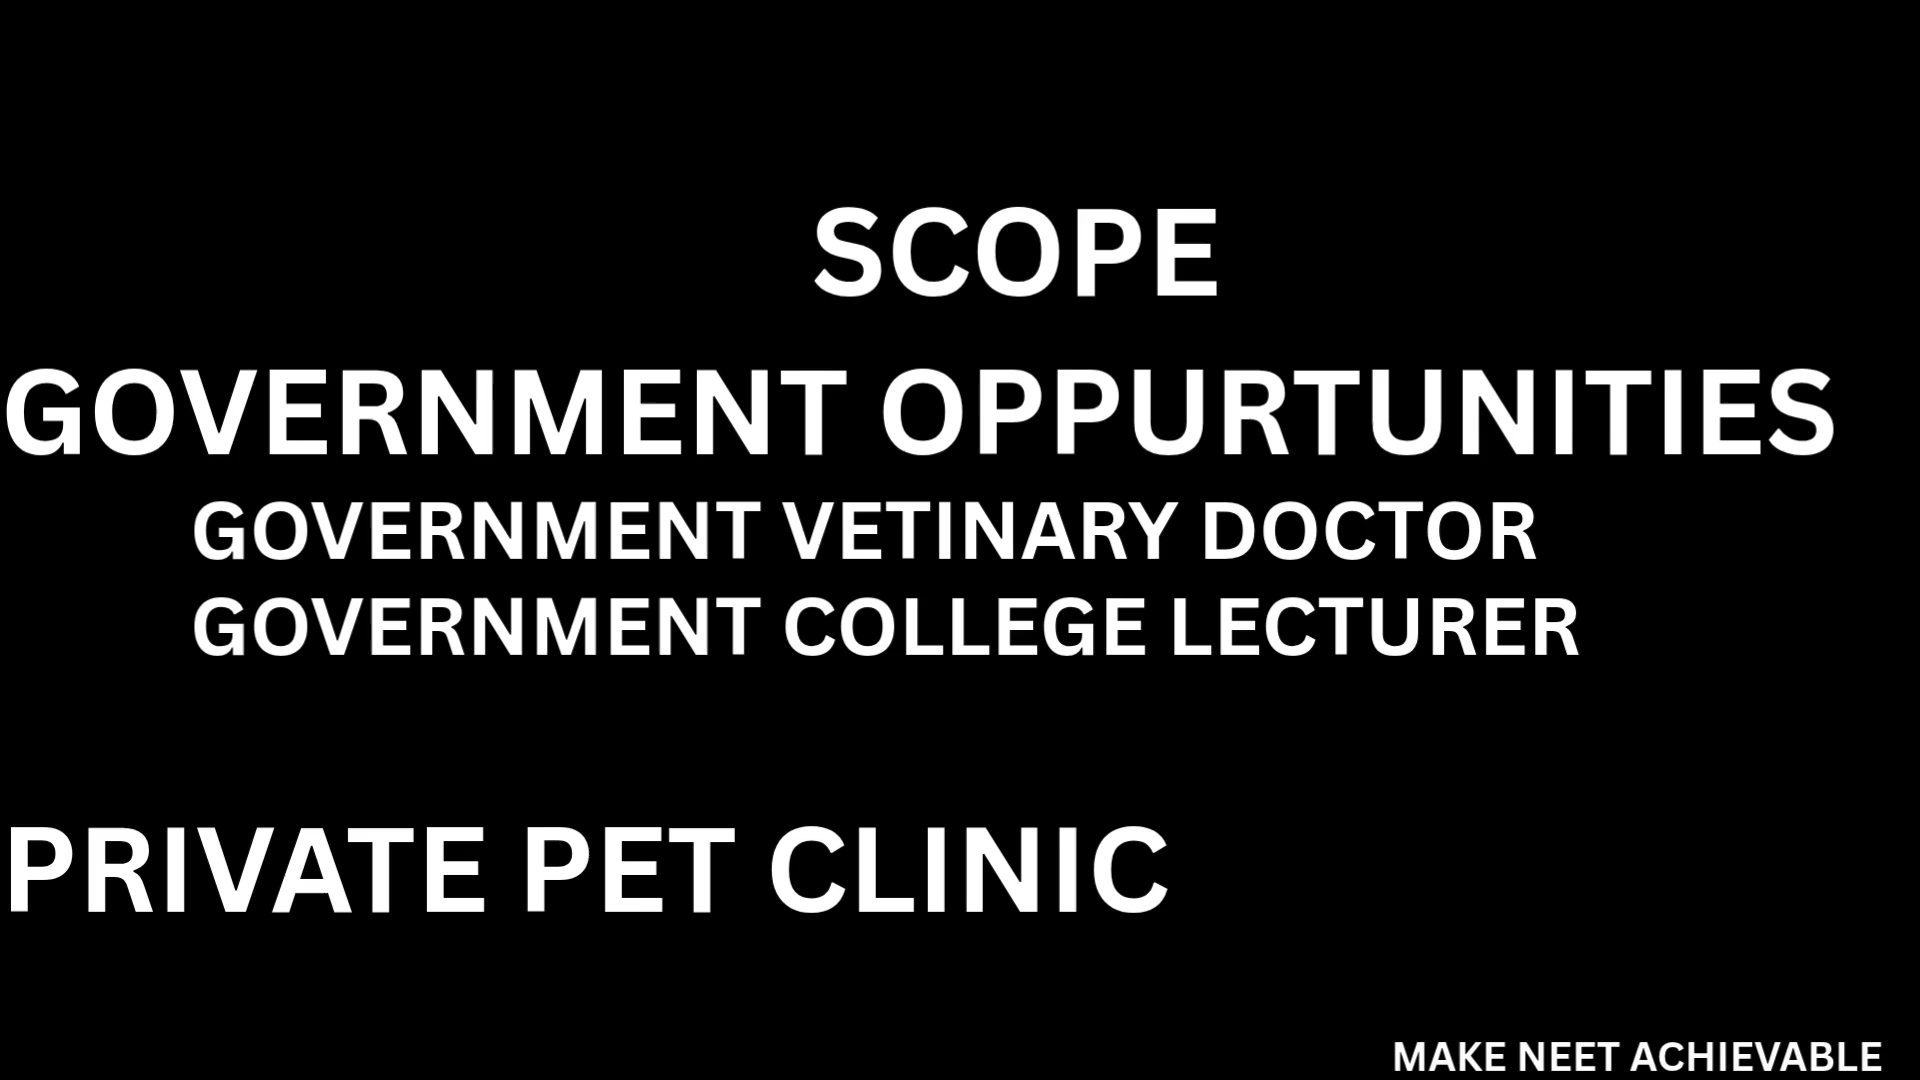 SCOPE
GOVERNMENT OPPURTUNITIES
GOVERNMENT VETINARY DOCTOR
GOVERNMENT COLLEGE LECTURER
PRIVATE PET CLINIC
MAKE NEET ACHIEVABLE